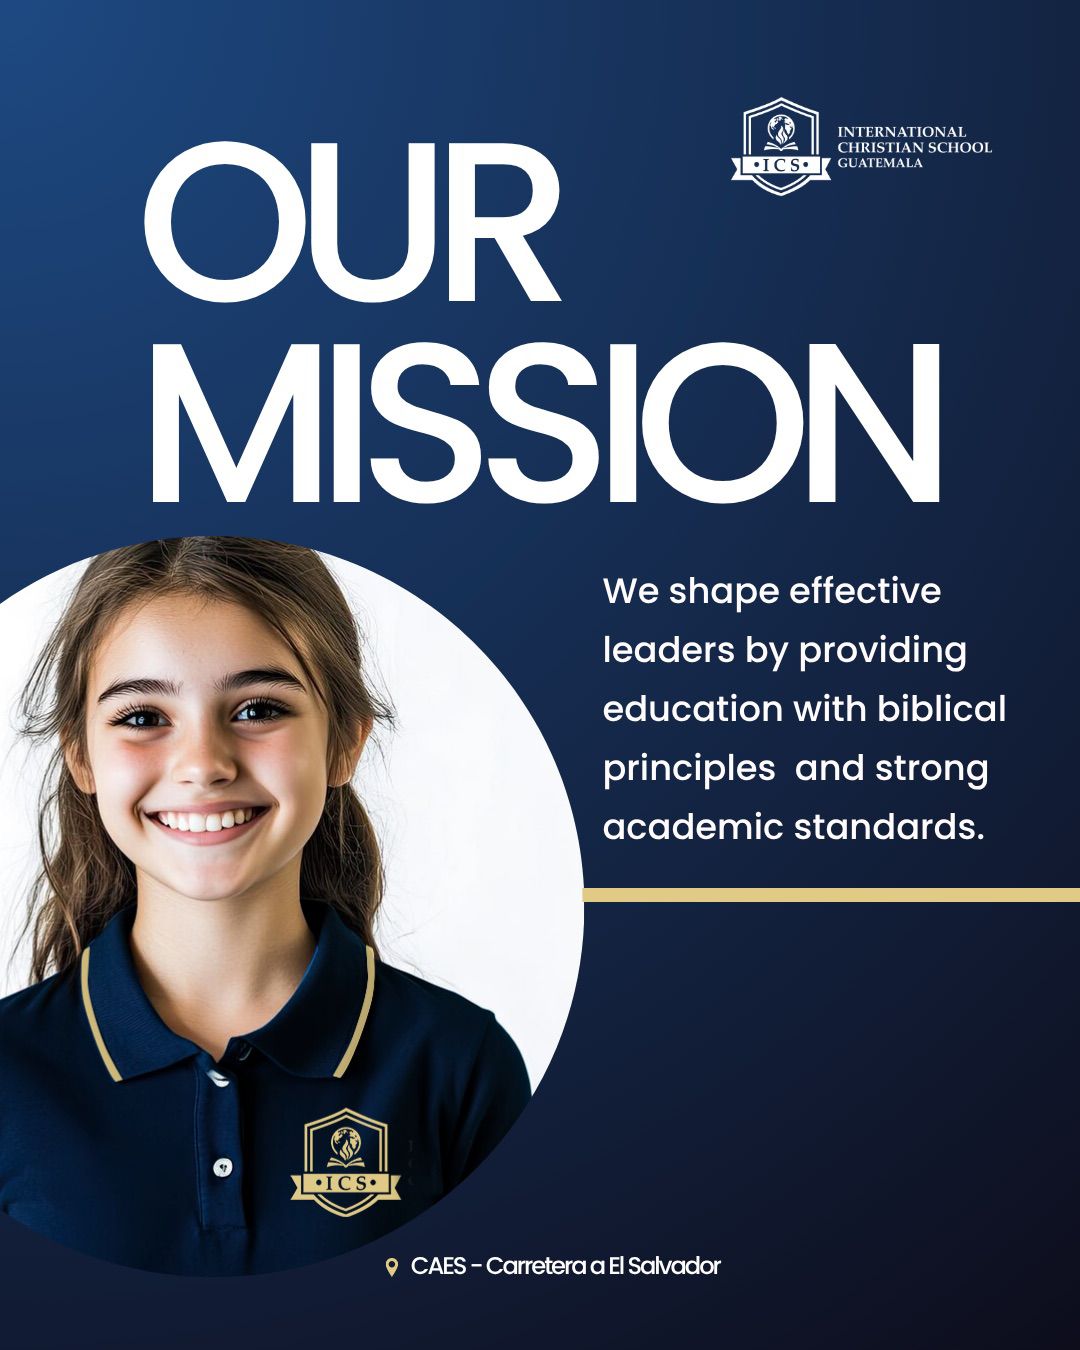 INTERNATIONAL
CHRISTIAN SCHOOL
GUATEMALA
• ICS •
OUR
MISSION
We shape effective
leaders by providing
education with biblical
principles  and strong
academic standards.
• ICS •
CAES - Carretera a El Salvador